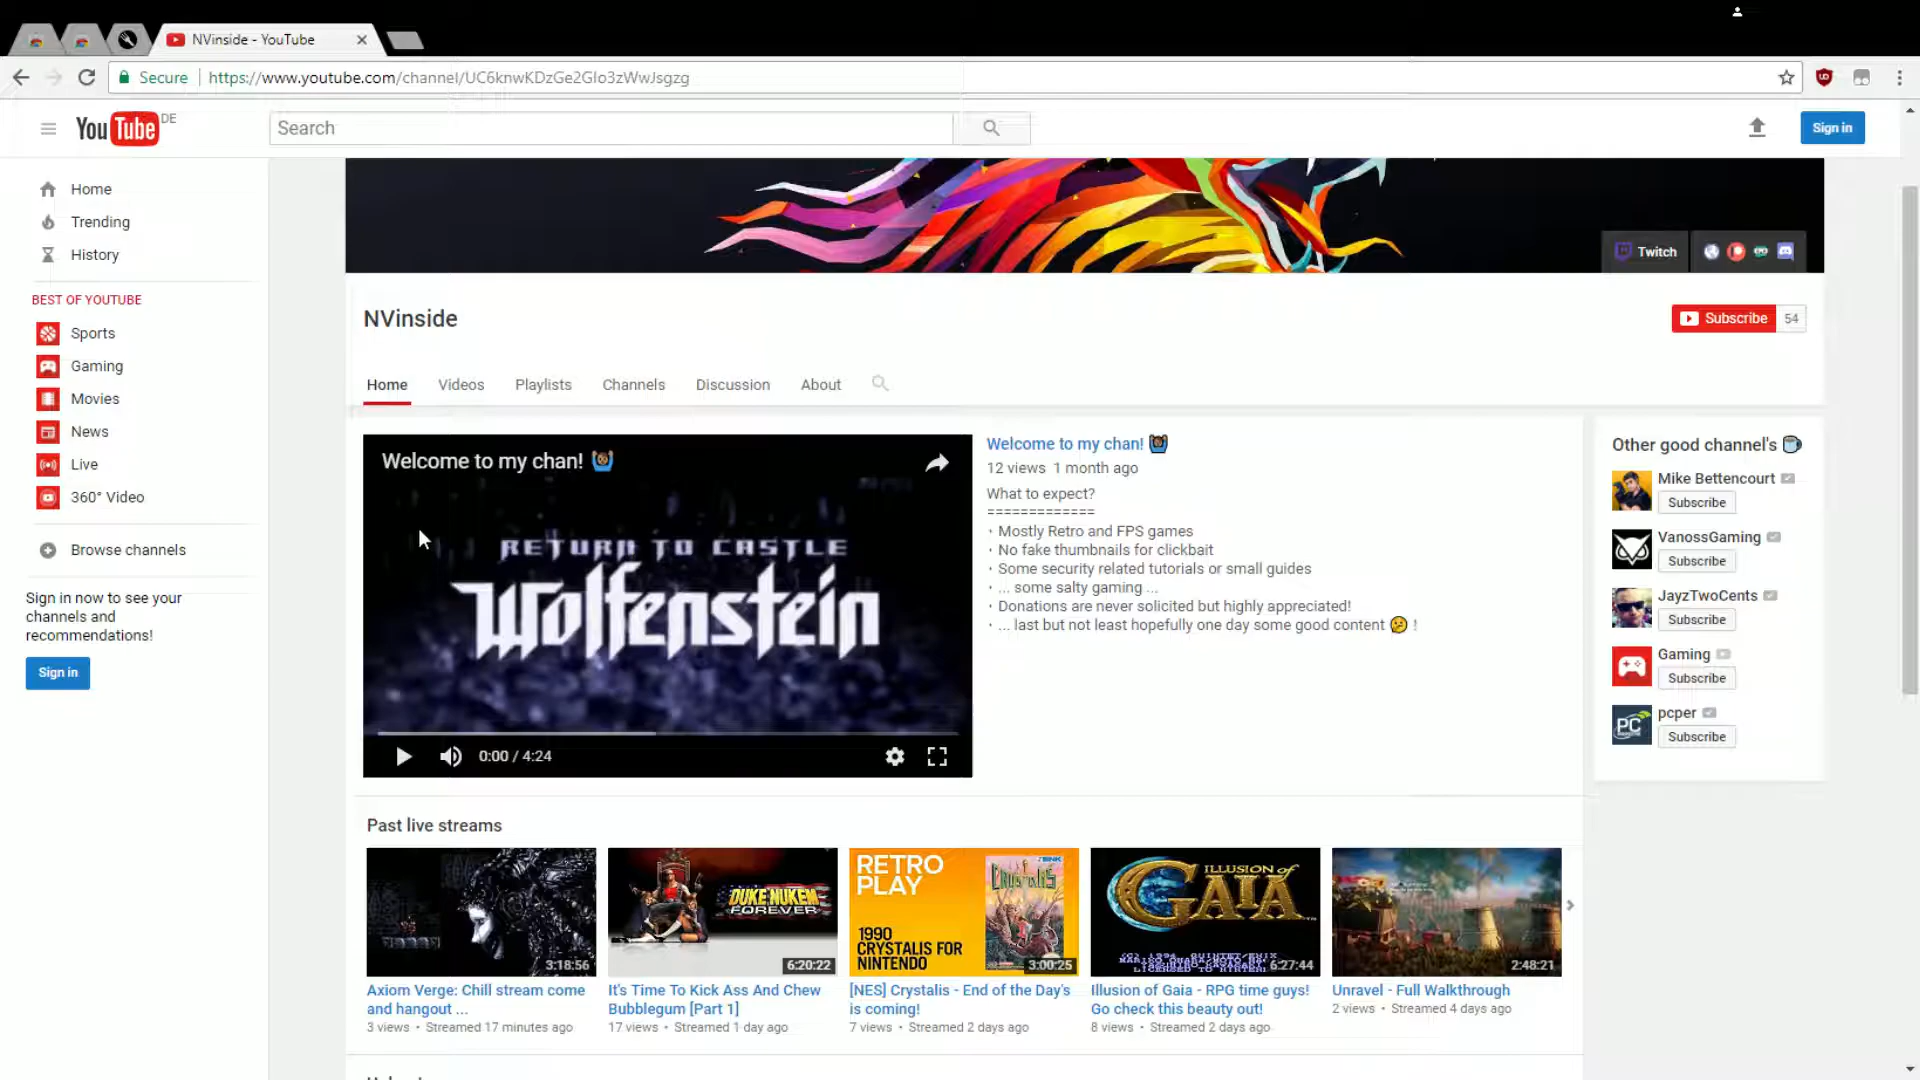 NVinside - YouTube
Secure
https://www.youtube.com/channel/UC6knwKDzGe2Glo3zWwJsgzg
YouTube DE
Search
Sign in
Home
Trending
History
BEST OF YOUTUBE
Sports
Gaming
Movies
News
Live
360° Video
Browse channels
Sign in now to see your
channels and
recommendations!
Sign in
Twitch
NVinside
Subscribe 54
Home Videos Playlists Channels Discussion About
Welcome to my chan!
RETURN TO CASTLE
Wolfenstein
0:00 / 4:24
Welcome to my chan!
12 views 1 month ago
What to expect?
=============
· Mostly Retro and FPS games
· No fake thumbnails for clickbait
· Some security related tutorials or small guides
· ... some salty gaming ...
· Donations are never solicited but highly appreciated!
· ... last but not least hopefully one day some good content 🤔 !
Other good channel's
Mike Bettencourt
Subscribe
VanossGaming
Subscribe
JayzTwoCents
Subscribe
Gaming
Subscribe
PC
pcper
Subscribe
Past live streams
3:18:56
Axiom Verge: Chill stream come
and hangout ...
3 views • Streamed 17 minutes ago
DUKE NUKEM
FOREVER
6:20:22
It's Time To Kick Ass And Chew
Bubblegum [Part 1]
17 views • Streamed 1 day ago
RETRO
PLAY
CRYSTALIS
1990
CRYSTALIS FOR
NINTENDO
3:00:25
[NES] Crystalis - End of the Day's
is coming!
7 views • Streamed 2 days ago
ILLUSION OF
GAIA
6:27:44
Illusion of Gaia - RPG time guys!
Go check this beauty out!
8 views • Streamed 2 days ago
2:48:21
Unravel - Full Walkthrough
2 views • Streamed 4 days ago